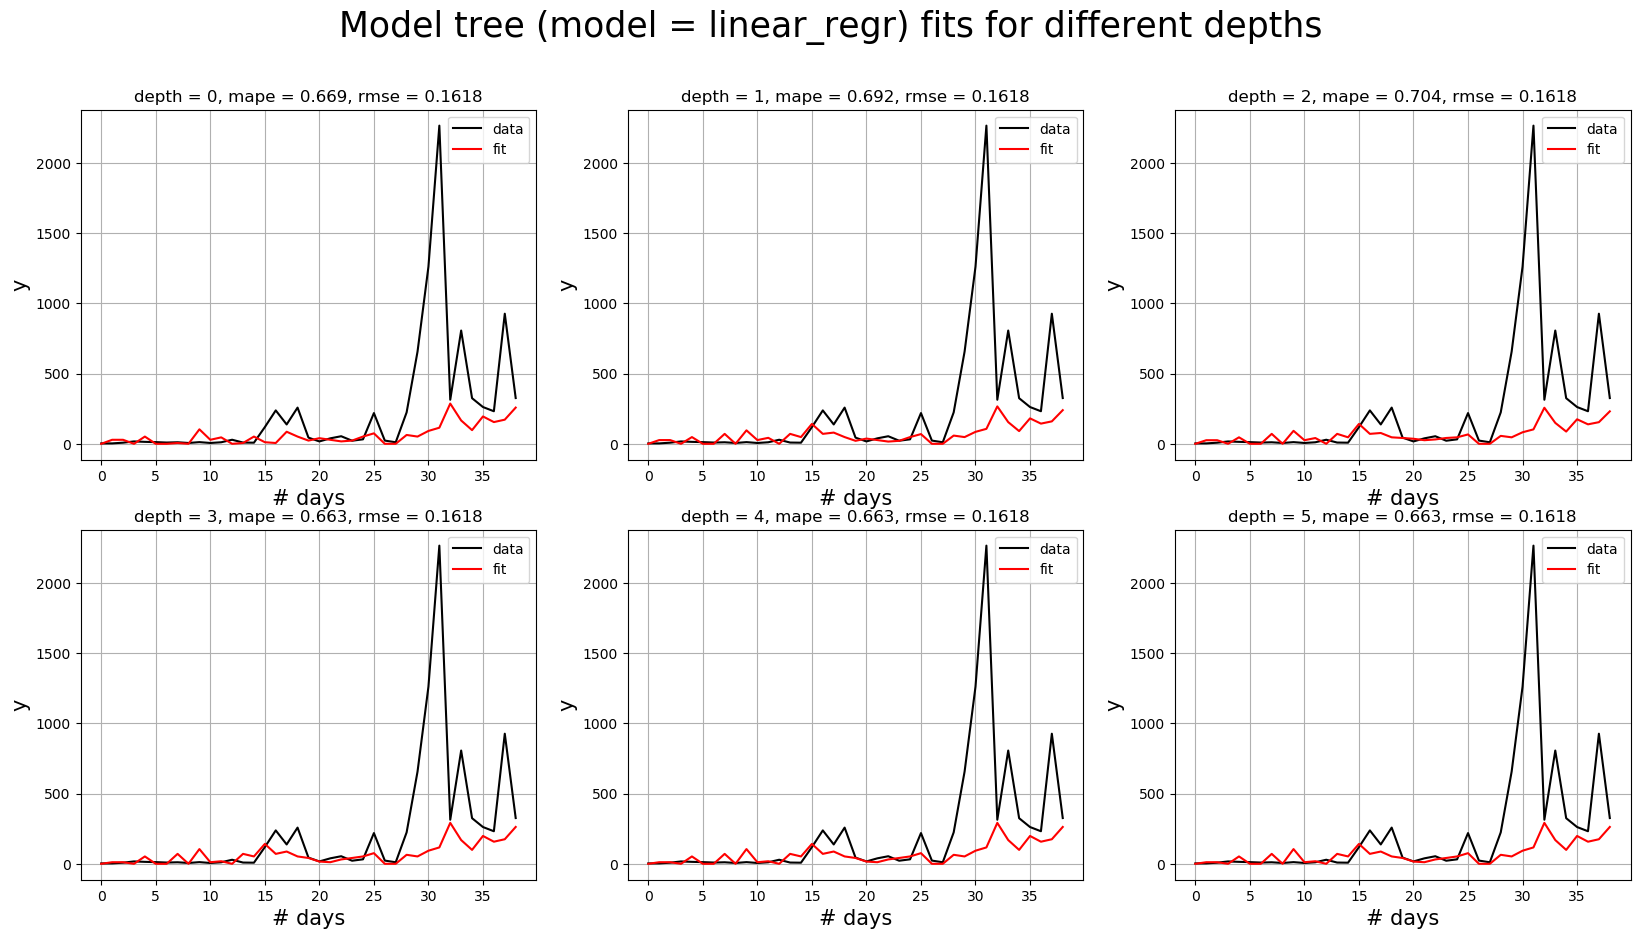 Model tree (model = linear_regr) fits for different depths
depth = 0, mape = 0.669, rmse = 0.1618
data
fit
2000
1500
1000
500
0
y
0 5 10 15 20 25 30 35
# days
depth = 1, mape = 0.692, rmse = 0.1618
data
fit
2000
1500
1000
500
0
y
0 5 10 15 20 25 30 35
# days
depth = 2, mape = 0.704, rmse = 0.1618
data
fit
2000
1500
1000
500
0
y
0 5 10 15 20 25 30 35
# days
depth = 3, mape = 0.663, rmse = 0.1618
data
fit
2000
1500
1000
500
0
y
0 5 10 15 20 25 30 35
# days
depth = 4, mape = 0.663, rmse = 0.1618
data
fit
2000
1500
1000
500
0
y
0 5 10 15 20 25 30 35
# days
depth = 5, mape = 0.663, rmse = 0.1618
data
fit
2000
1500
1000
500
0
y
0 5 10 15 20 25 30 35
# days